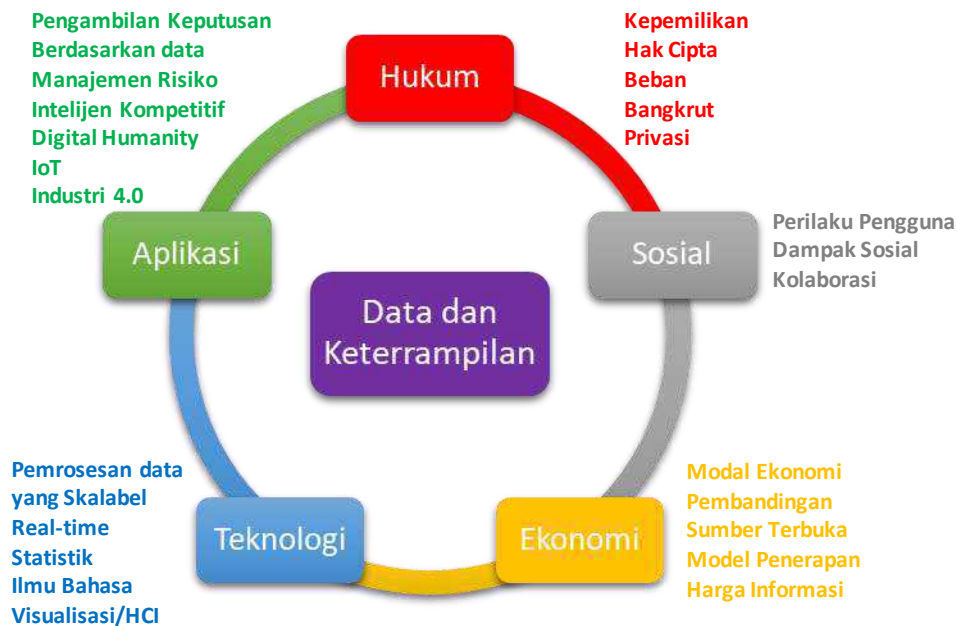 Pengambilan Keputusan
Berdasarkan data
Manajemen Risiko
Intelijen Kompetitif
Digital Humanity
IoT
Industri 4.0
Hukum
Kepemilikan
Hak Cipta
Beban
Bangkrut
Privasi
Aplikasi
Sosial
Perilaku Pengguna
Dampak Sosial
Kolaborasi
Data dan
Keterrampilan
Pemrosesan data
yang Skalabel
Real-time
Statistik
Ilmu Bahasa
Visualisasi/HCI
Teknologi
Ekonomi
Modal Ekonomi
Pembandingan
Sumber Terbuka
Model Penerapan
Harga Informasi